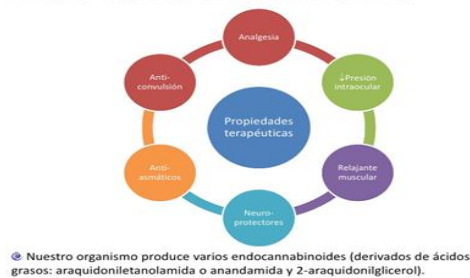 Analgesia
↓Presión
intraocular
Relajante
muscular
Neuro-
protectores
Anti-
asmáticos
Anti-
convulsión
Propiedades
terapéuticas
Nuestro organismo produce varios endocannabinoides (derivados de ácidos
grasos: araquidoniletanolamida o anandamida y 2-araquidonilglicerol).